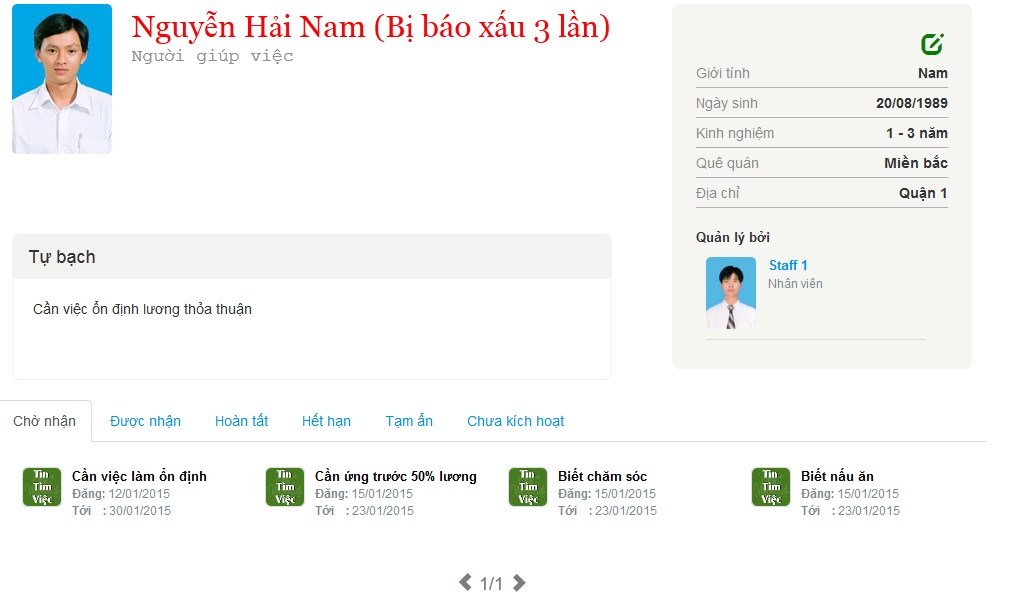 Nguyễn Hải Nam (Bị báo xấu 3 lần)
Người giúp việc
Giới tính Nam
Ngày sinh 20/08/1989
Kinh nghiệm 1 - 3 năm
Quê quán Miền bắc
Địa chỉ Quận 1
Quản lý bởi
Staff 1
Nhân viên
Tự bạch
Cần việc ổn định lương thỏa thuận
Chờ nhận Được nhận Hoàn tất Hết hạn Tạm ẩn Chưa kích hoạt
Tin
Tìm
Việc
Cần việc làm ổn định
Đăng: 12/01/2015
Tới : 30/01/2015
Tin
Tìm
Việc
Cần ứng trước 50% lương
Đăng: 15/01/2015
Tới : 23/01/2015
Tin
Tìm
Việc
Biết chăm sóc
Đăng: 15/01/2015
Tới : 23/01/2015
Tin
Tìm
Việc
Biết nấu ăn
Đăng: 15/01/2015
Tới : 23/01/2015
1/1